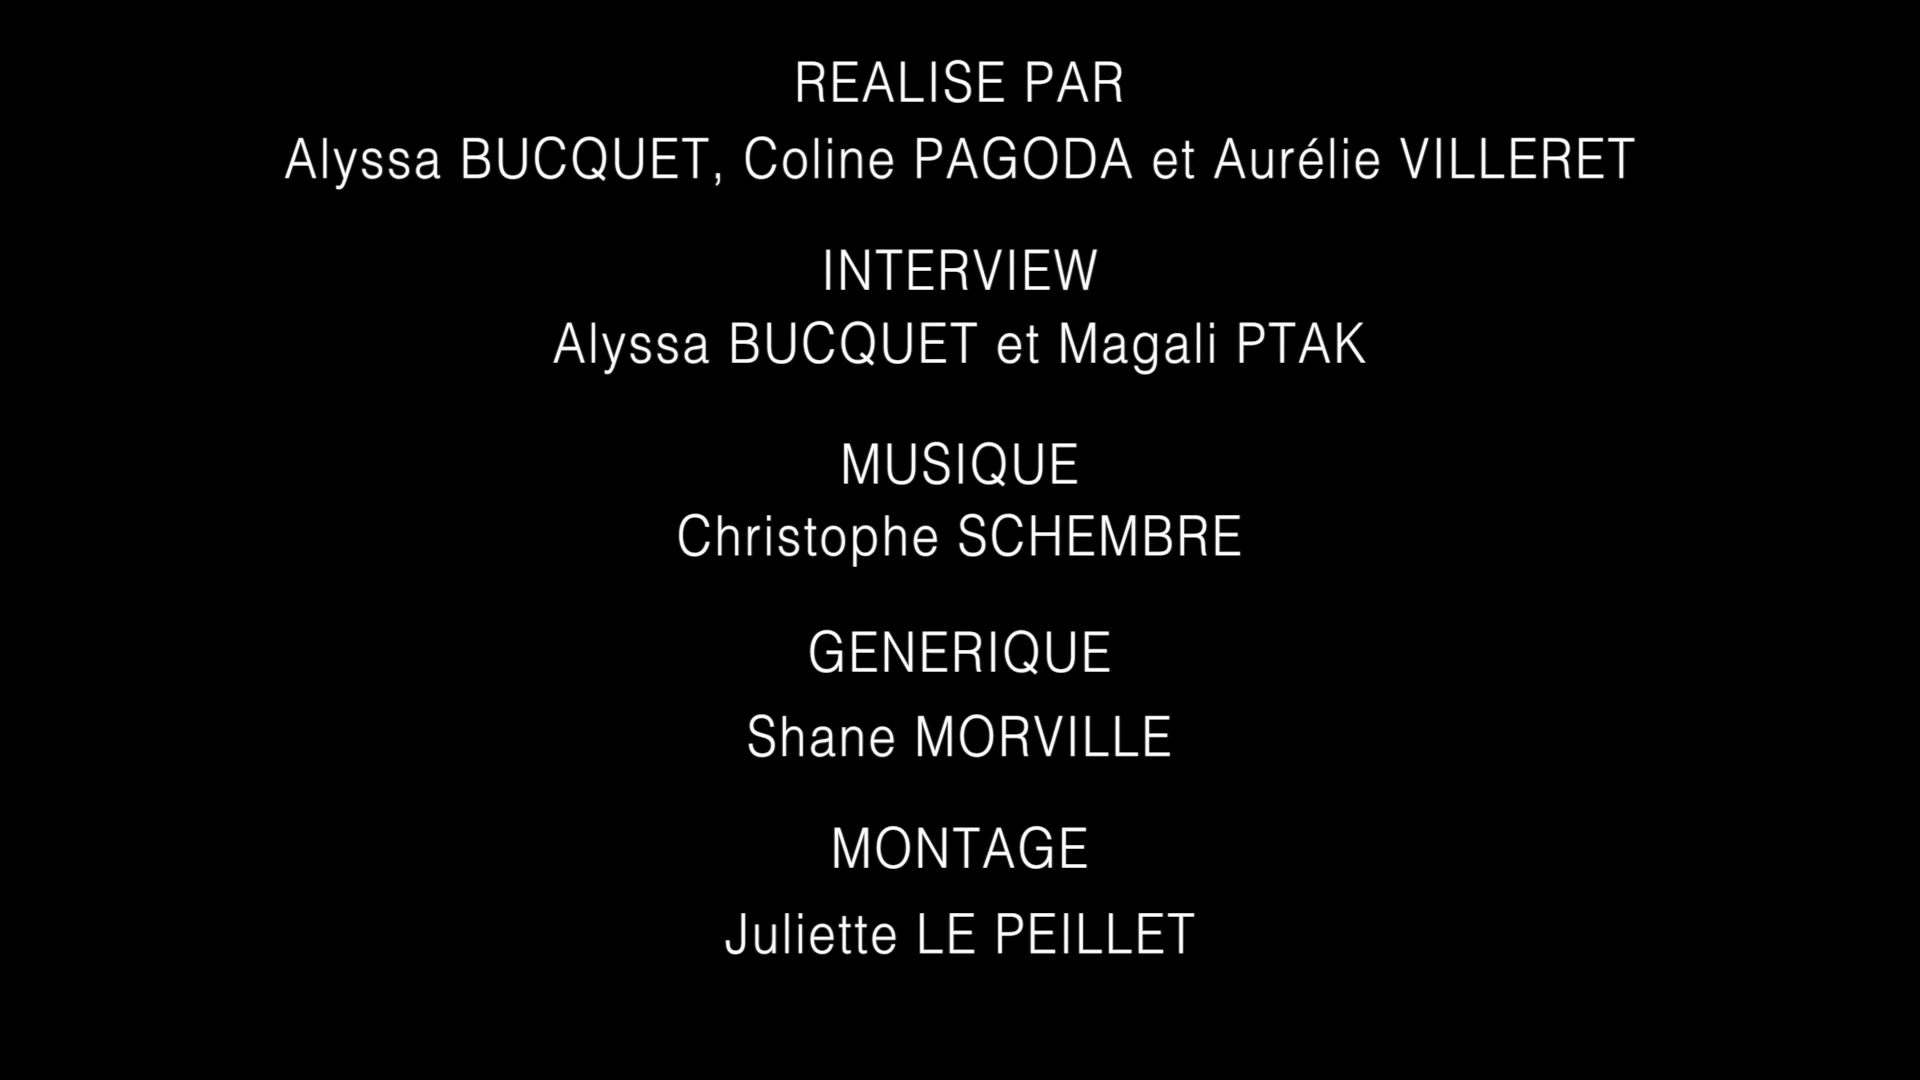 REALISE PAR
Alyssa BUCQUET, Coline PAGODA et Aurélie VILLERET
INTERVIEW
Alyssa BUCQUET et Magali PTAK
MUSIQUE
Christophe SCHEMBRE
GENERIQUE
Shane MORVILLE
MONTAGE
Juliette LE PEILLET